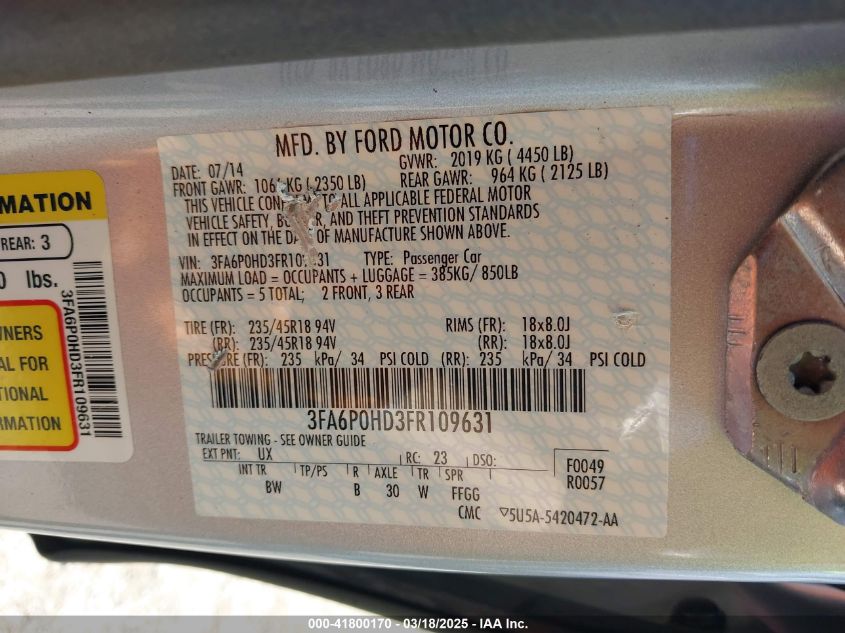 MFD. BY FORD MOTOR CO.
DATE: 07/14 GVWR: 2019 KG ( 4450 LB)
FRONT GAWR: KG ( 2350 LB) REAR GAWR: 964 KG ( 2125 LB)
THIS VEHICLE TO ALL APPLICABLE FEDERAL MOTOR
VEHICLE SAFETY, AND THEFT PREVENTION STANDARDS
IN EFFECT ON THE OF MANUFACTURE SHOWN ABOVE.
VIN: TYPE: Passenger Car
MAXIMUM LOAD = OCCUPANTS + LUGGAGE = 385KG/ 850LB
OCCUPANTS = 5 TOTAL; 2 FRONT, 3 REAR
TIRE (FR): 235/45R18 94V RIMS (FR): 18x8.0J
(RR): 235/45R18 94V (RR): 18x8.0J
PRESSURE (FR): 235 kPa/ 34 PSI COLD (RR): 235 kPa/ 34 PSI COLD
3FA6P0HD3FR109631
TRAILER TOWING - SEE OWNER GUIDE
EXT PNT: UX RC: 23 DSO: F0049
INT TR TP/PS R AXLE TR SPR R0057
BW B 30 W FFGG
CMC ▽5U5A-5420472-AA
REAR: 3
lbs.
3FA6P0HD3FR109631
FOR
000-41800170 - 03/18/2025 - IAA Inc.